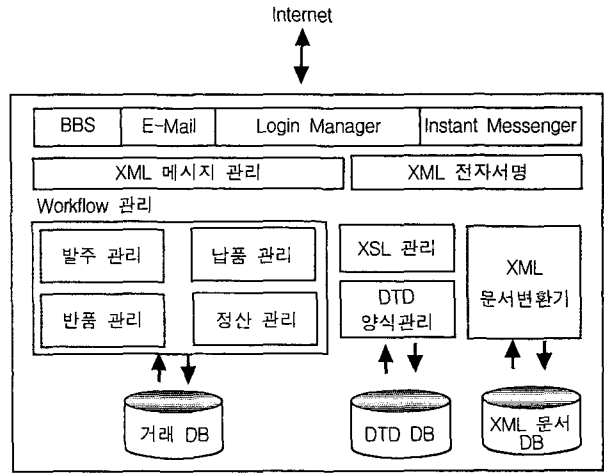 Internet
BBS E-Mail Login Manager Instant Messenger
XML 메시지 관리 XML 전자서명
Workflow 관리
발주 관리 납품 관리 XSL 관리 XML
문서변환기
반품 관리 정산 관리 DTD
양식관리
거래 DB DTD DB XML 문서
DB